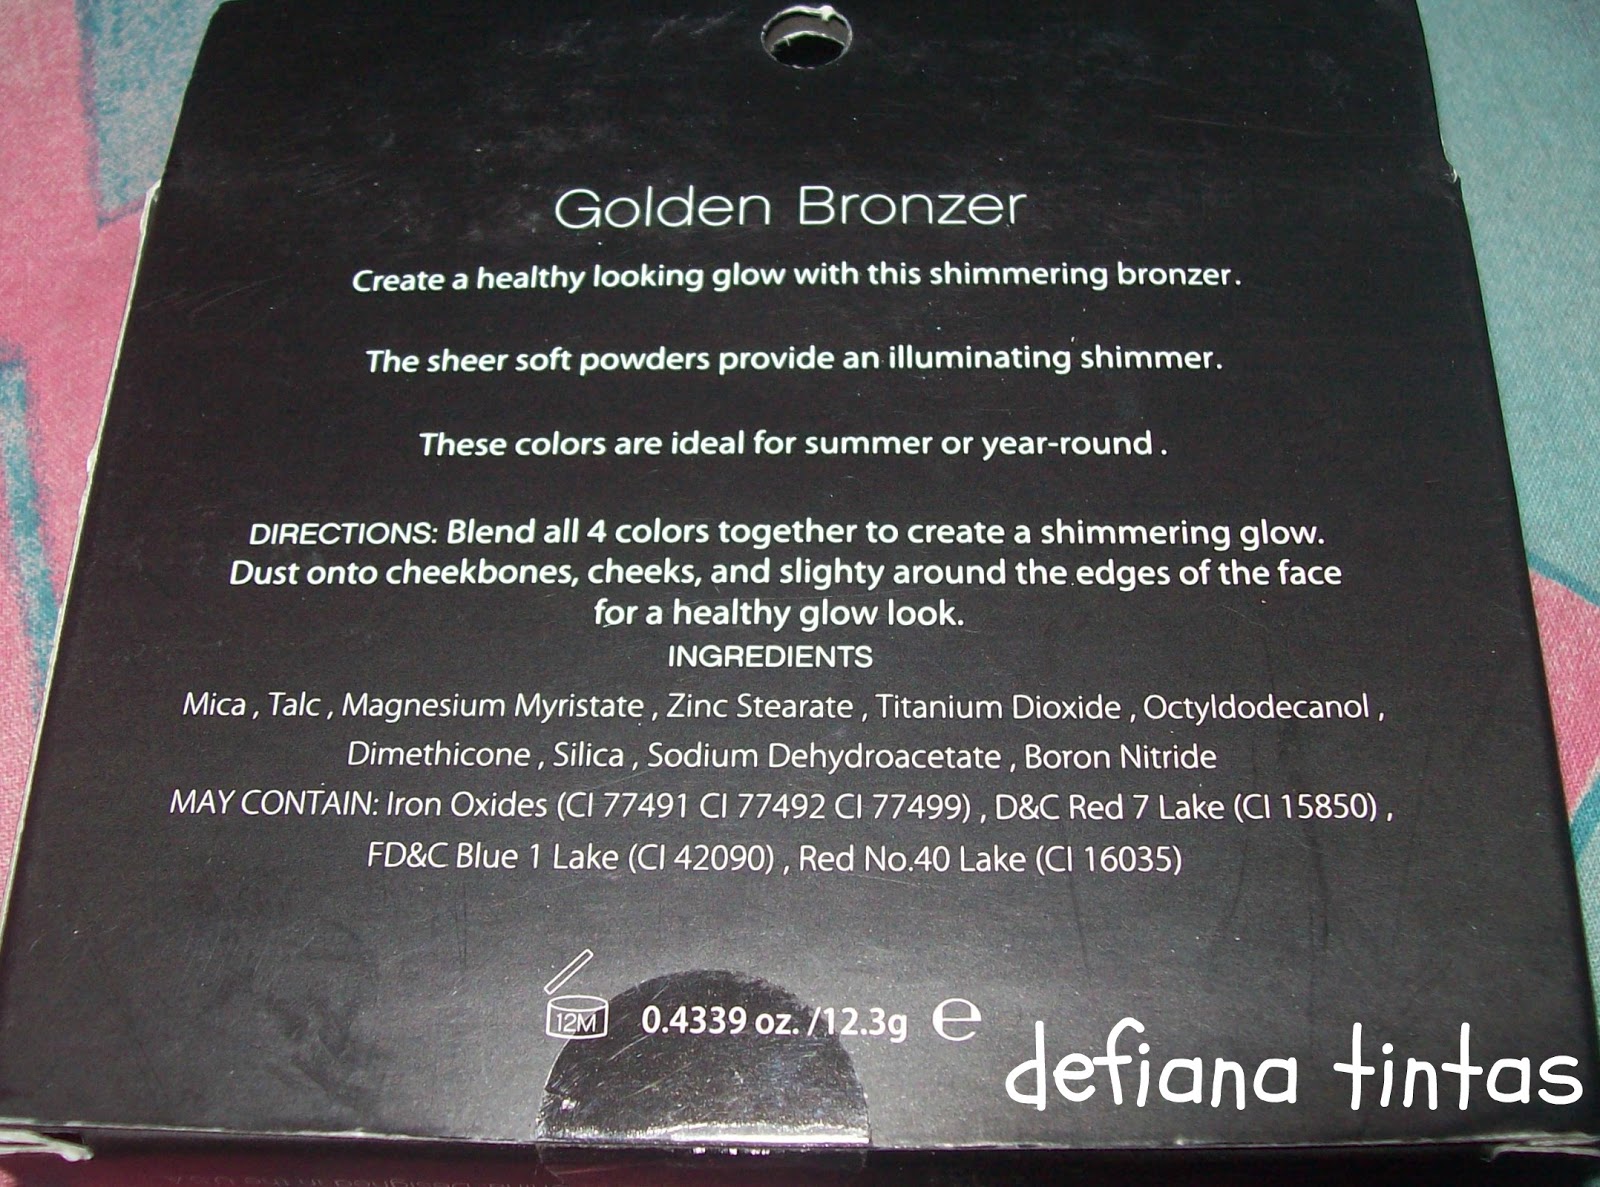 Golden Bronzer
Create a healthy looking glow with this shimmering bronzer.
The sheer soft powders provide an illuminating shimmer.
These colors are ideal for summer or year-round .
DIRECTIONS: Blend all 4 colors together to create a shimmering glow.
Dust onto cheekbones, cheeks, and slighty around the edges of the face
for a healthy glow look.
INGREDIENTS
Mica , Talc , Magnesium Myristate , Zinc Stearate , Titanium Dioxide , Octyldodecanol ,
Dimethicone , Silica , Sodium Dehydroacetate , Boron Nitride
MAY CONTAIN: Iron Oxides (CI 77491 CI 77492 CI 77499) , D&C Red 7 Lake (CI 15850) ,
FD&C Blue 1 Lake (CI 42090) , Red No.40 Lake (CI 16035)
12M 0.4339 oz. /12.3g e
defiana tintas